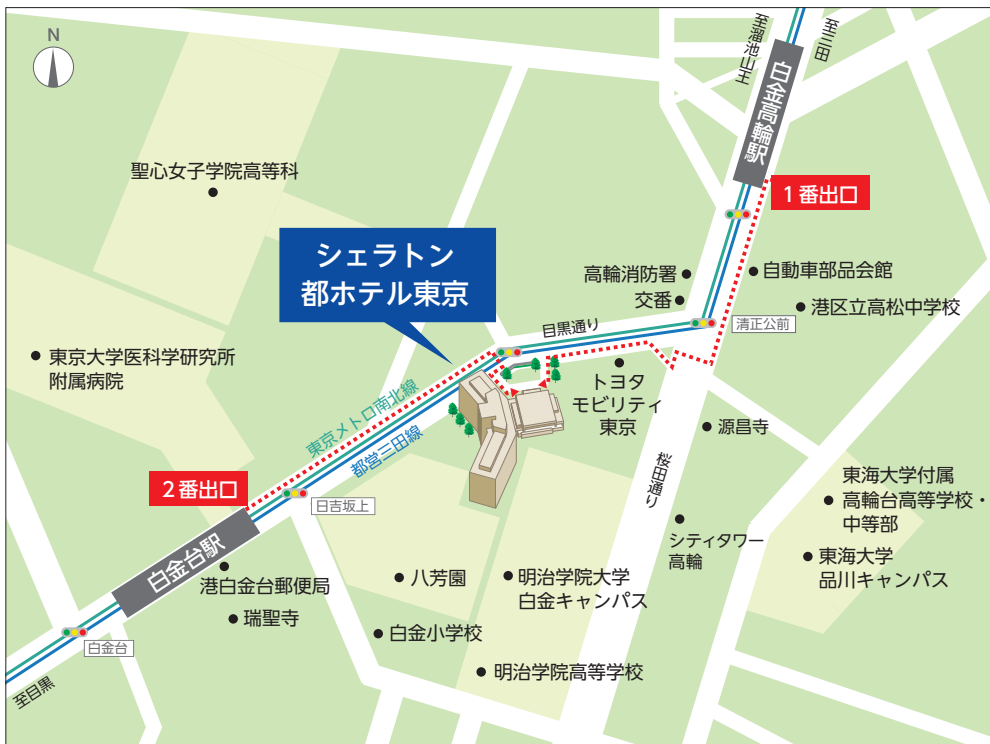 N
至溜池山王
至三田
白金高輪駅
聖心女子学院高等科
1番出口
シェラトン
都ホテル東京
高輪消防署
自動車部品会館
交番
港区立高松中学校
目黒通り
清正公前
東京大学医科学研究所
附属病院
トヨタ
モビリティ
東京
東京メトロ南北線
都営三田線
源昌寺
桜田通り
2番出口
日吉坂上
東海大学付属
高輪台高等学校・
中等部
シティタワー
高輪
白金台駅
東海大学
品川キャンパス
港白金台郵便局
八芳園
明治学院大学
白金キャンパス
瑞聖寺
白金小学校
白金台
明治学院高等学校
至目黒